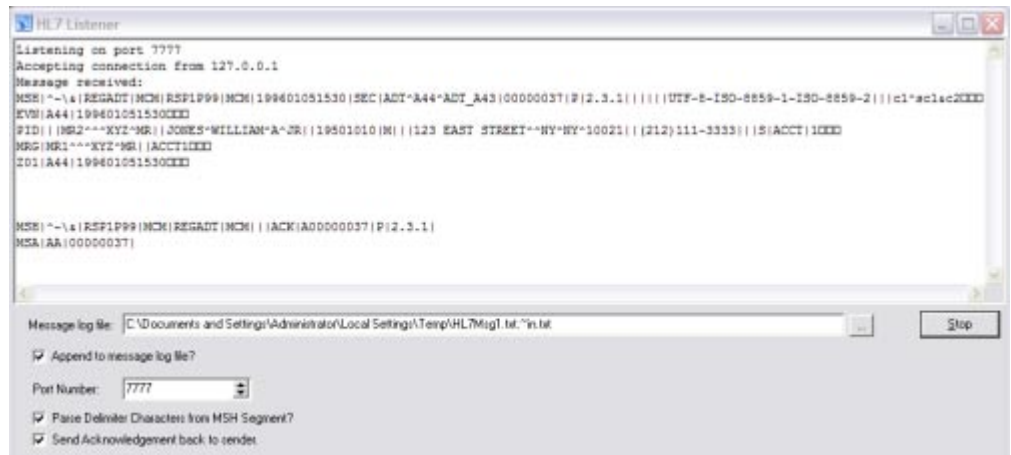 HL7 Listener
Listening on port 7777
Accepting connection from 127.0.0.1
Message received:
MSH|^~\&|REGADT|MCM|RSP1P99|MCM|199601051530|SEC|ADT^A44^ADT_A43|00000037|P|2.3.1||||||UTF-8~ISO-8859-1~ISO-8859-2|||c1^sc1&c2□□□
EVN|A44|199601051530□□□
PID|||MR2^^^XYZ^MR||JONES^WILLIAM^A^JR||19501010|M|||123 EAST STREET^^NY^NY^10021||(212)111-3333|||S|ACCT|1□□□
MRG|MR1^^^XYZ^MR||ACCT1□□□
Z01|A44|199601051530□□□
MSH|^~\&|RSP1P99|MCM|REGADT|MCM|||ACK|A00000037|P|2.3.1|
MSA|AA|00000037|
Message log file: C:\Documents and Settings\Administrator\Local Settings\Temp\HL7Msg1.txt.~in.txt ... Stop
Append to message log file?
Port Number: 7777
Parse Delimiter Characters from MSH Segment?
Send Acknowledgement back to sender.